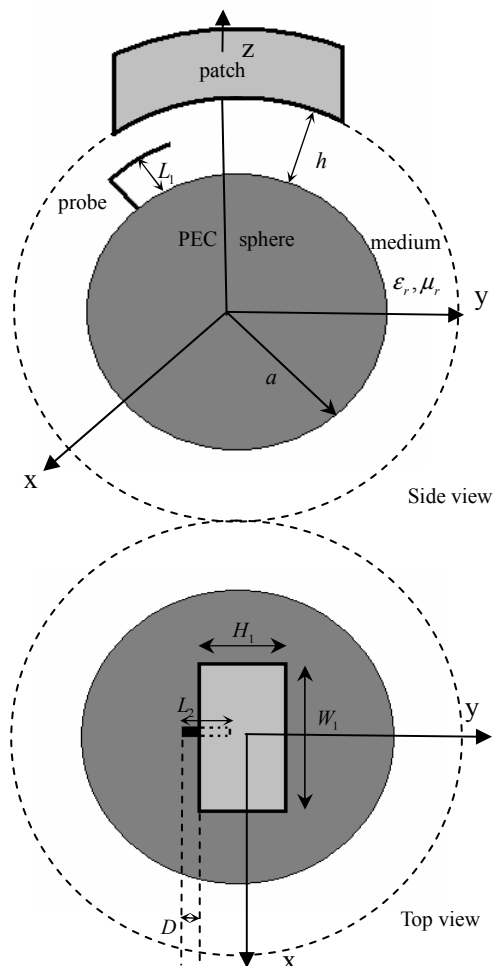 z
patch
L₁
h
probe
PEC sphere
medium
y
εᵣ, μᵣ
a
x
Side view
H₁
y
L₂
W₁
D
Top view
x